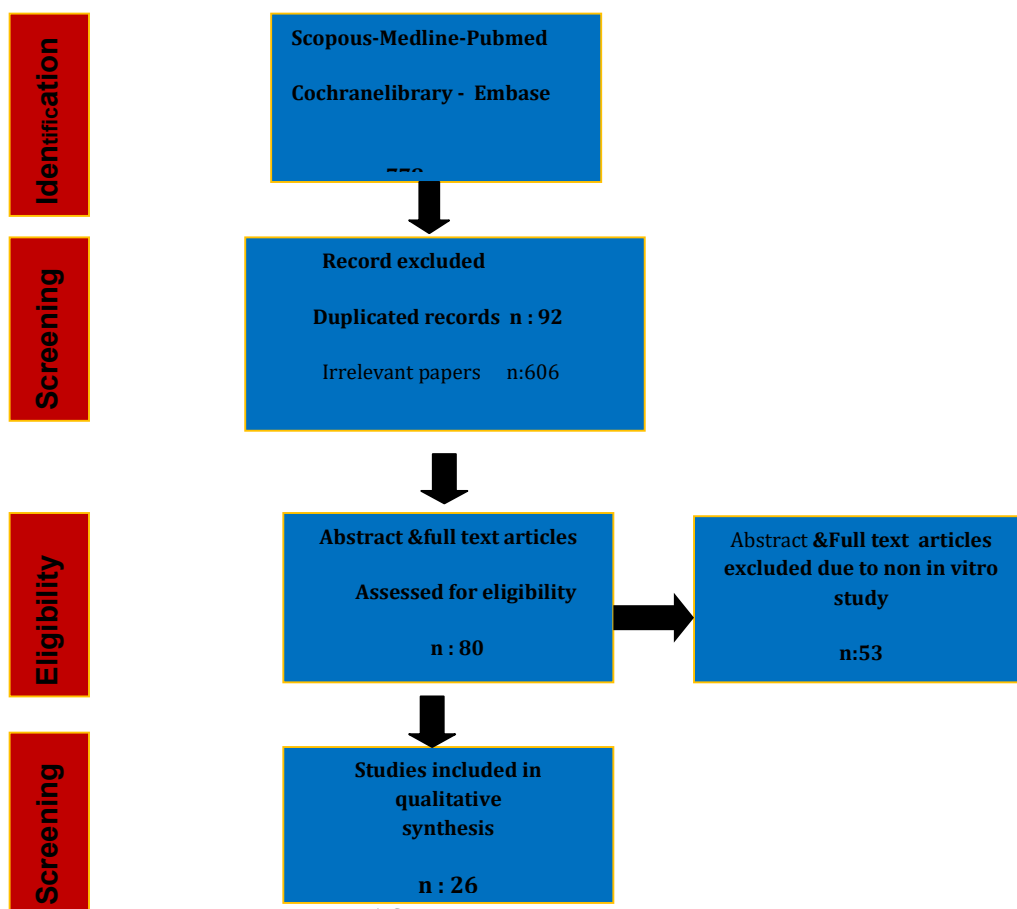 Identification
Scopous-Medline-Pubmed
Cochranelibrary - Embase
Screening
Record excluded
Duplicated records n : 92
Irrelevant papers n:606
Eligibility
Abstract &full text articles
Assessed for eligibility
n : 80
Abstract &Full text articles
excluded due to non in vitro
study
n:53
Screening
Studies included in
qualitative
synthesis
n : 26